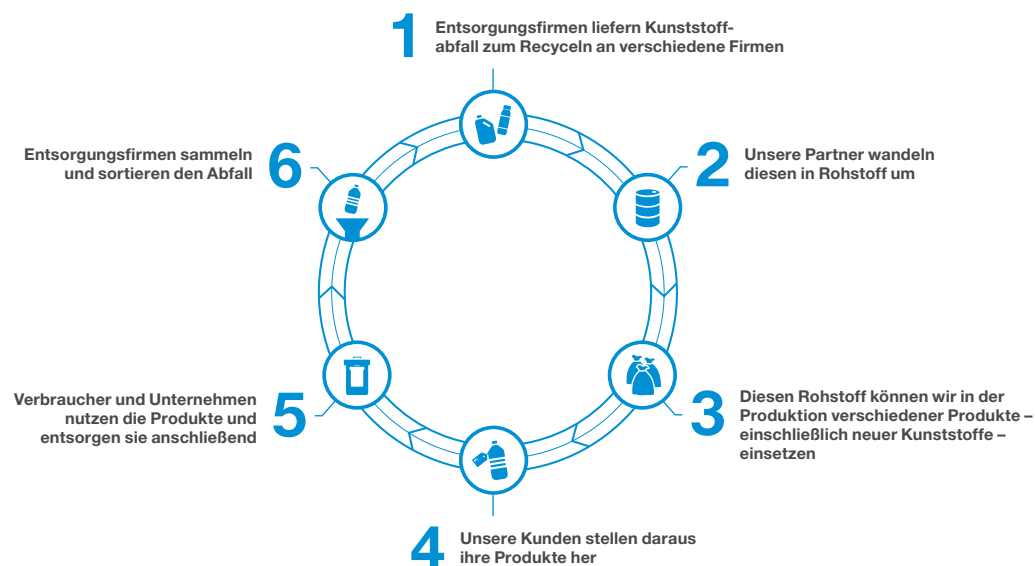 1
Entsorgungsfirmen liefern Kunststoff-
abfall zum Recyceln an verschiedene Firmen
2
Unsere Partner wandeln
diesen in Rohstoff um
3
Diesen Rohstoff können wir in der
Produktion verschiedener Produkte –
einschließlich neuer Kunststoffe –
einsetzen
4
Unsere Kunden stellen daraus
ihre Produkte her
5
Verbraucher und Unternehmen
nutzen die Produkte und
entsorgen sie anschließend
6
Entsorgungsfirmen sammeln
und sortieren den Abfall